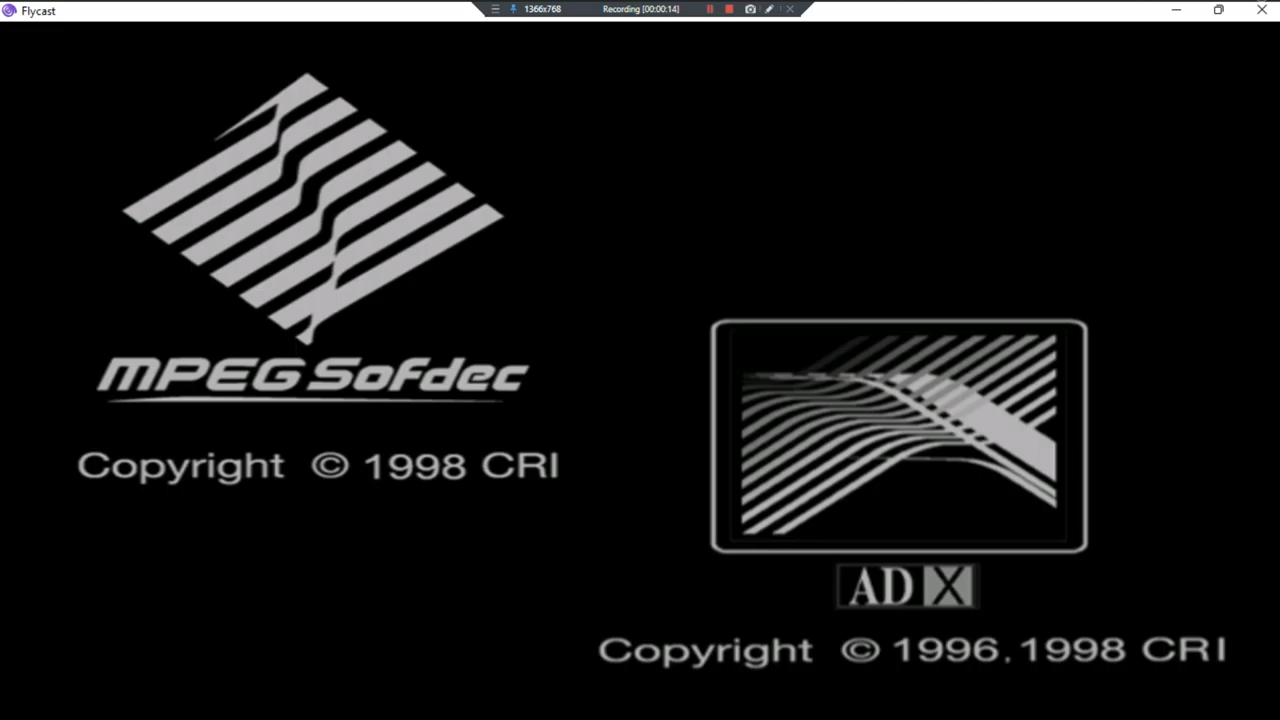 Flycast
1366x768
Recording [00:00:14]
MPEG Sofdec
Copyright © 1998 CRI
ADX
Copyright © 1996,1998 CRI